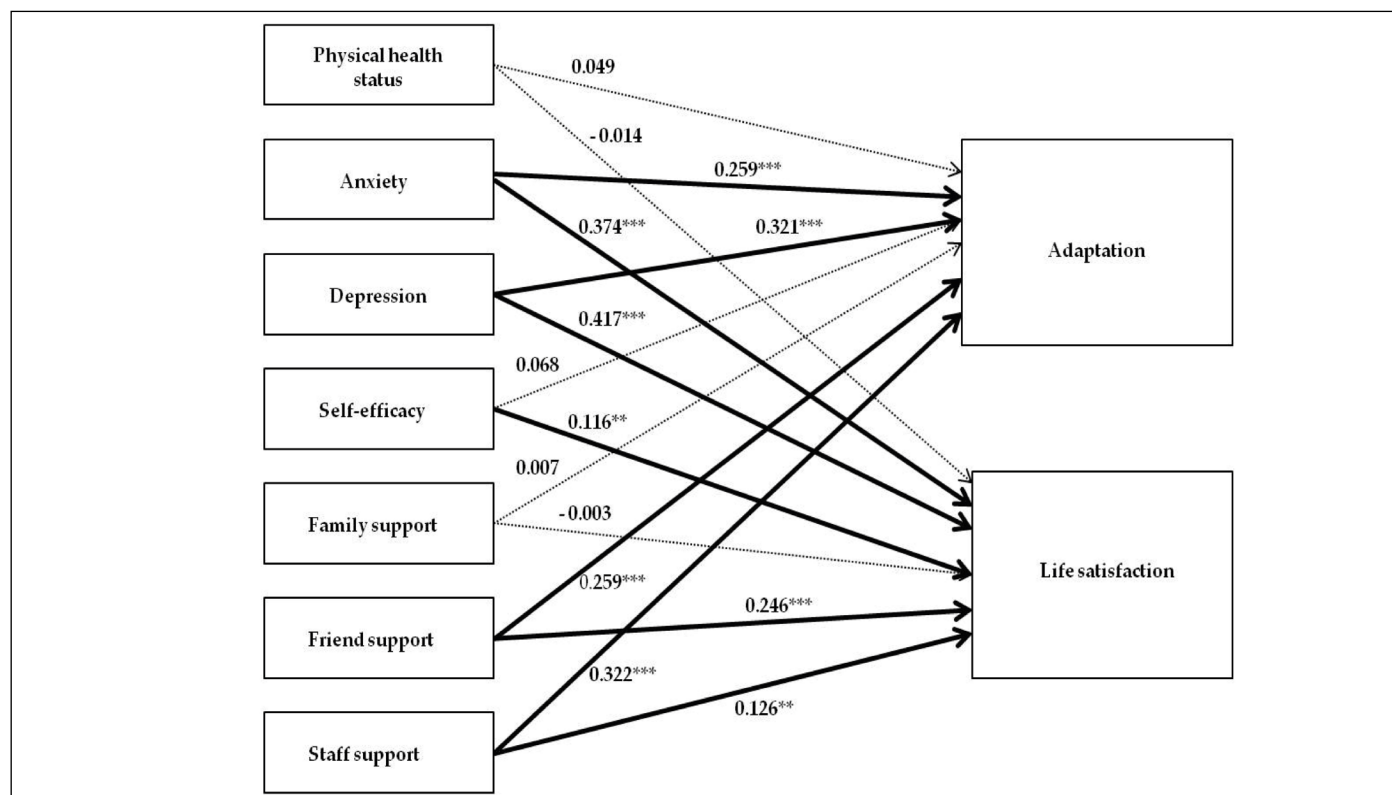 Physical health
status
0.049
-0.014
Anxiety
0.259***
Adaptation
0.374***
0.321***
Depression
0.417***
0.068
Self-efficacy
0.116**
0.007
Family support
-0.003
Life satisfaction
0.259***
0.246***
Friend support
0.322***
0.126**
Staff support